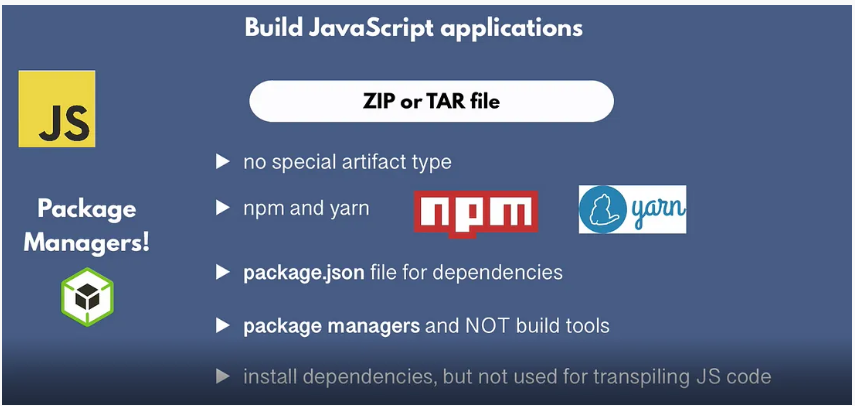 Build JavaScript applications
JS
ZIP or TAR file
no special artifact type
Package
Managers!
npm and yarn
npm
yarn
package.json file for dependencies
package managers and NOT build tools
install dependencies, but not used for transpiling JS code